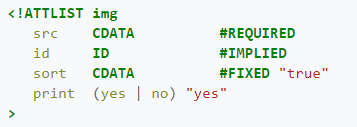 <!ATTLIST img
src CDATA #REQUIRED
id ID #IMPLIED
sort CDATA #FIXED "true"
print (yes | no) "yes"
>